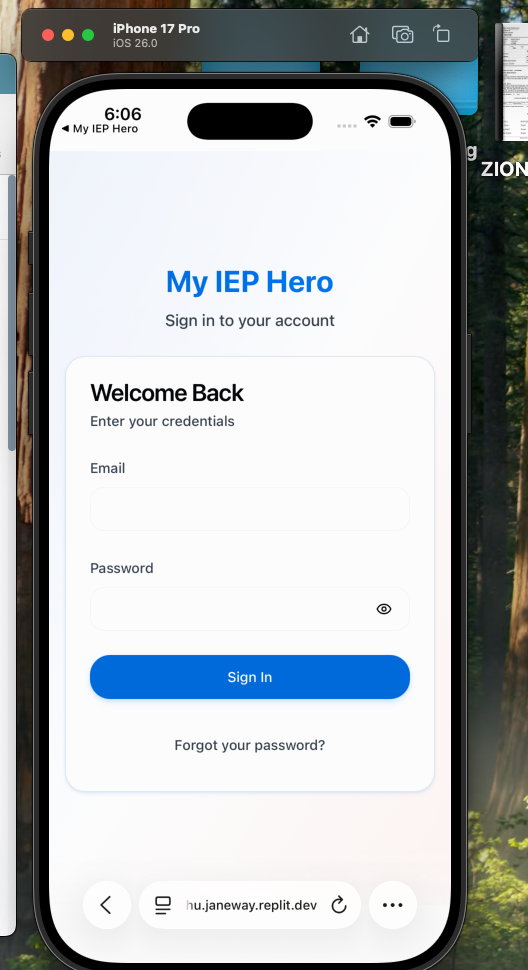 iPhone 17 Pro
iOS 26.0
6:06
◀ My IEP Hero
g
ZION
My IEP Hero
Sign in to your account
Welcome Back
Enter your credentials
Email
Password
Sign In
Forgot your password?
hu.janeway.replit.dev